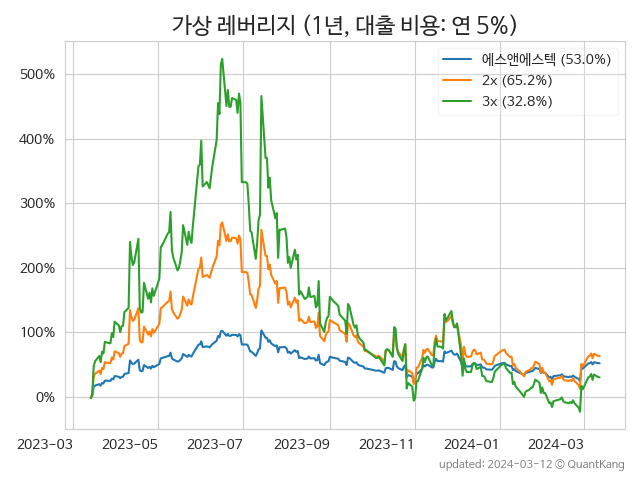 가상 레버리지 (1년, 대출 비용: 연 5%)
에스앤에스텍 (53.0%)
2x (65.2%)
3x (32.8%)
500%
400%
300%
200%
100%
0%
2023-03 2023-05 2023-07 2023-09 2023-11 2024-01 2024-03
updated: 2024-03-12 © QuantKang